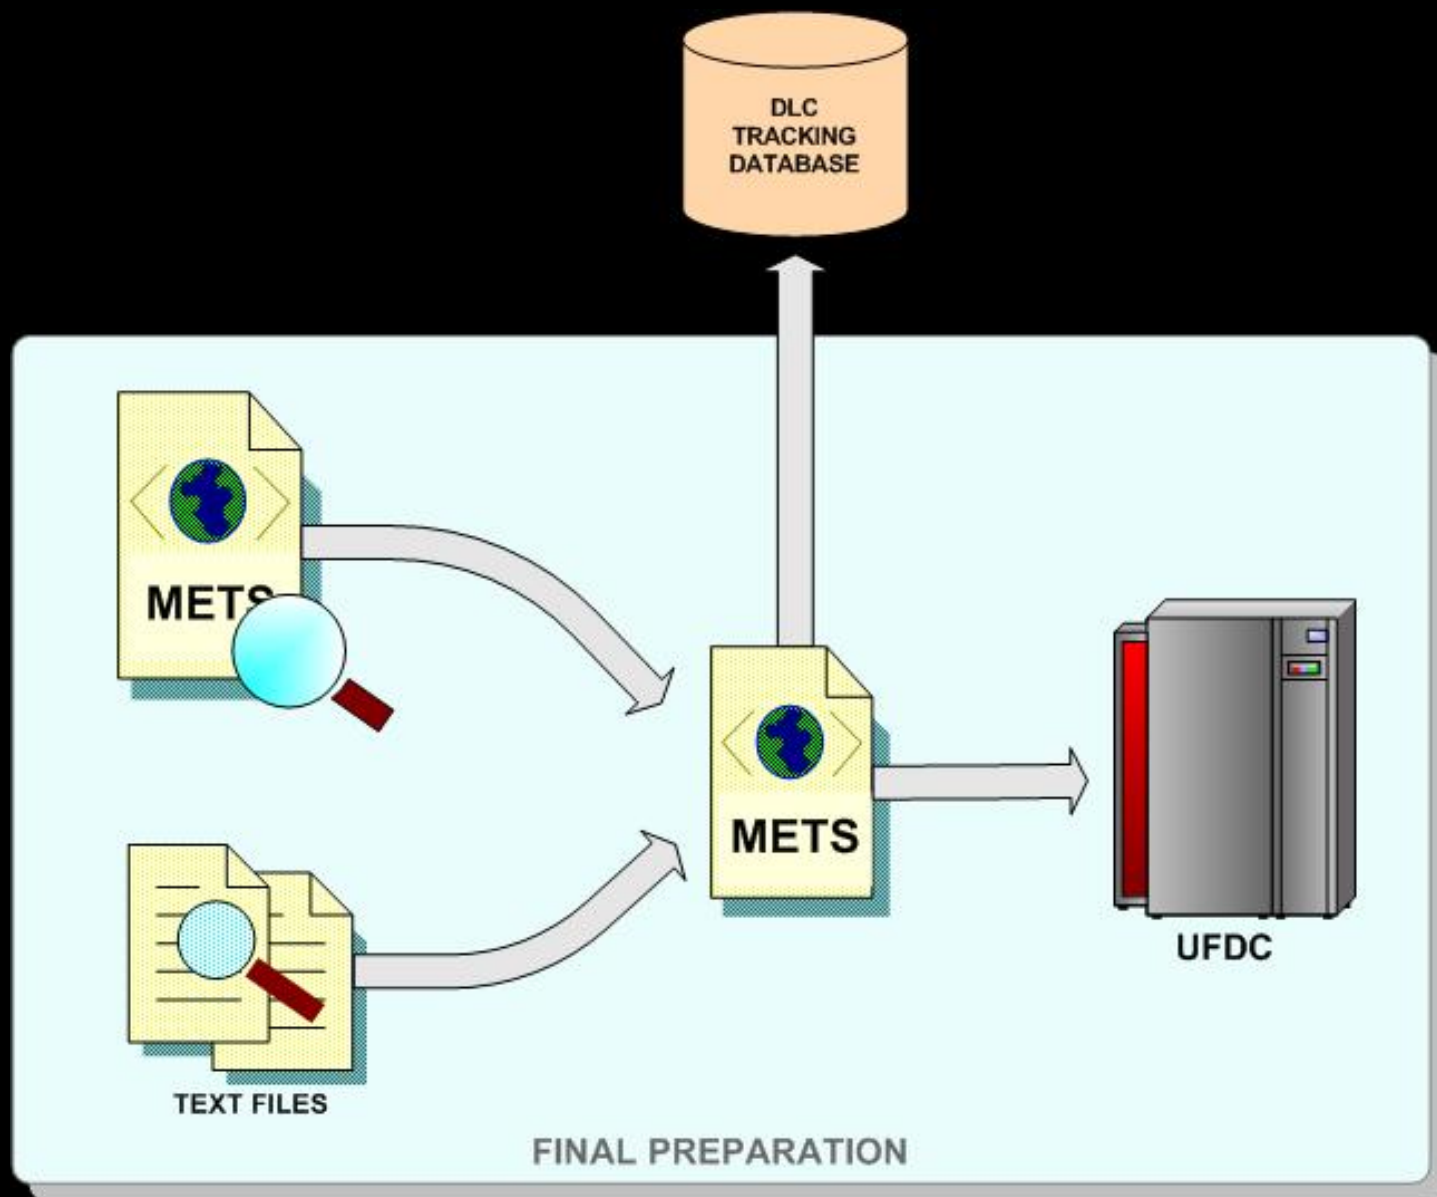 DLC
TRACKING
DATABASE
METS
METS
UFDC
TEXT FILES
FINAL PREPARATION